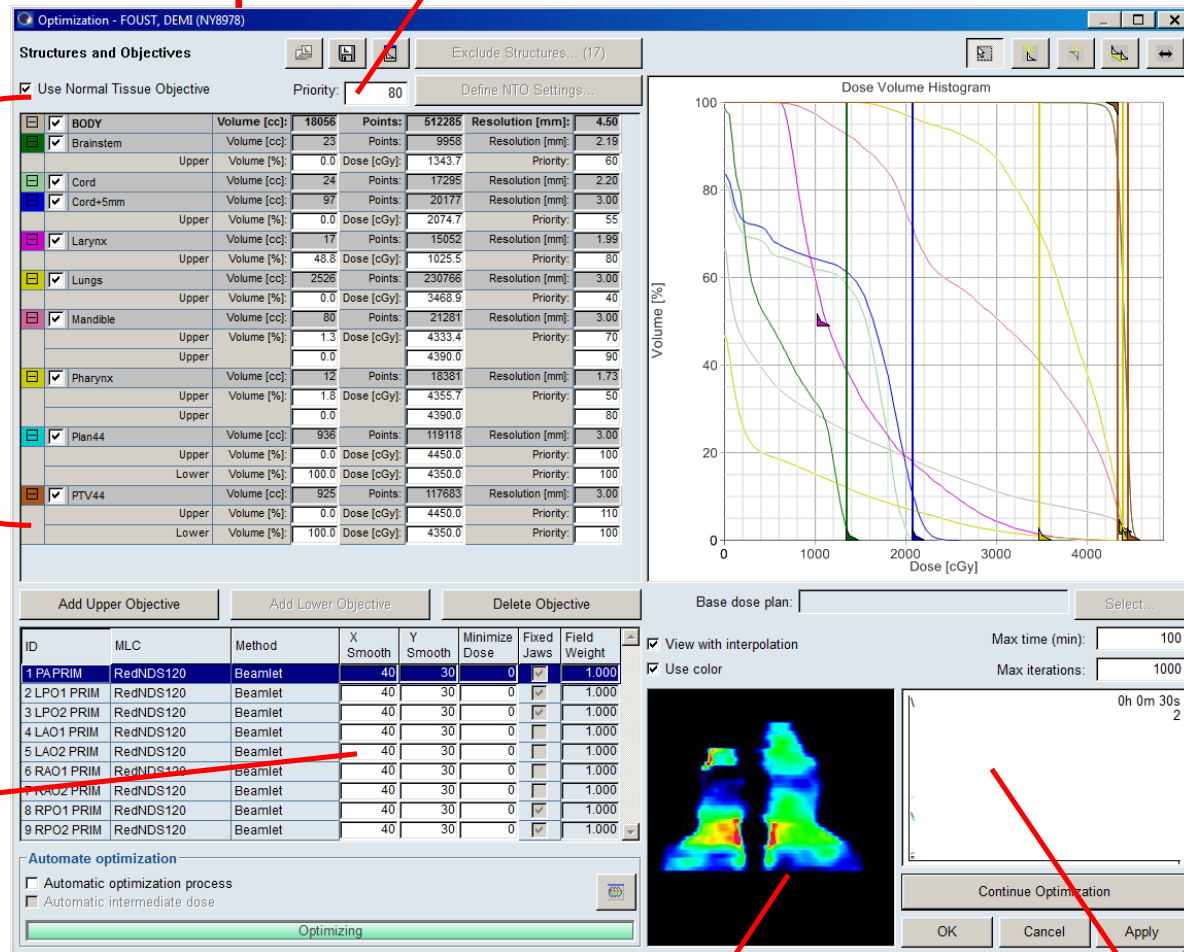 Optimization - FOUST, DEMI (NY8978)
Structures and Objectives
Exclude Structures... (17)
Use Normal Tissue Objective Priority: 80 Define NTO Settings...
BODY Volume [cc]: 18056 Points: 512285 Resolution [mm]: 4.50
Brainstem Volume [cc]: 23 Points: 9958 Resolution [mm]: 2.19
Upper Volume [%]: 0.0 Dose [cGy]: 1343.7 Priority: 60
Cord Volume [cc]: 24 Points: 17295 Resolution [mm]: 2.20
Cord+5mm Volume [cc]: 97 Points: 20177 Resolution [mm]: 3.00
Upper Volume [%]: 0.0 Dose [cGy]: 2074.7 Priority: 55
Larynx Volume [cc]: 17 Points: 15052 Resolution [mm]: 1.99
Upper Volume [%]: 48.8 Dose [cGy]: 1025.5 Priority: 80
Lungs Volume [cc]: 2526 Points: 230766 Resolution [mm]: 3.00
Upper Volume [%]: 0.0 Dose [cGy]: 3468.9 Priority: 40
Mandible Volume [cc]: 80 Points: 21281 Resolution [mm]: 3.00
Upper Volume [%]: 1.3 Dose [cGy]: 4333.4 Priority: 70
Upper 0.0 4390.0 90
Pharynx Volume [cc]: 12 Points: 18381 Resolution [mm]: 1.73
Upper Volume [%]: 1.8 Dose [cGy]: 4355.7 Priority: 50
Upper 0.0 4390.0 80
Plan44 Volume [cc]: 936 Points: 119118 Resolution [mm]: 3.00
Upper Volume [%]: 0.0 Dose [cGy]: 4450.0 Priority: 100
Lower Volume [%]: 100.0 Dose [cGy]: 4350.0 Priority: 100
PTV44 Volume [cc]: 925 Points: 117683 Resolution [mm]: 3.00
Upper Volume [%]: 0.0 Dose [cGy]: 4450.0 Priority: 110
Lower Volume [%]: 100.0 Dose [cGy]: 4350.0 Priority: 100
Dose Volume Histogram
100
80
60
40
20
0
Volume [%]
0 1000 2000 3000 4000
Dose [cGy]
Add Upper Objective Add Lower Objective Delete Objective
Base dose plan: Select...
ID MLC Method X Smooth Y Smooth Minimize Dose Fixed Jaws Field Weight
1 PA PRIM RedNDS120 Beamlet 40 30 0 1.000
2 LPO1 PRIM RedNDS120 Beamlet 40 30 0 1.000
3 LPO2 PRIM RedNDS120 Beamlet 40 30 0 1.000
4 LAO1 PRIM RedNDS120 Beamlet 40 30 0 1.000
5 LAO2 PRIM RedNDS120 Beamlet 40 30 0 1.000
6 RAO1 PRIM RedNDS120 Beamlet 40 30 0 1.000
7 RAO2 PRIM RedNDS120 Beamlet 40 30 0 1.000
8 RPO1 PRIM RedNDS120 Beamlet 40 30 0 1.000
9 RPO2 PRIM RedNDS120 Beamlet 40 30 0 1.000
View with interpolation Max time (min): 100
Use color Max iterations: 1000
0h 0m 30s
2
Automate optimization
Automatic optimization process
Automatic intermediate dose
Optimizing
Continue Optimization
OK Cancel Apply